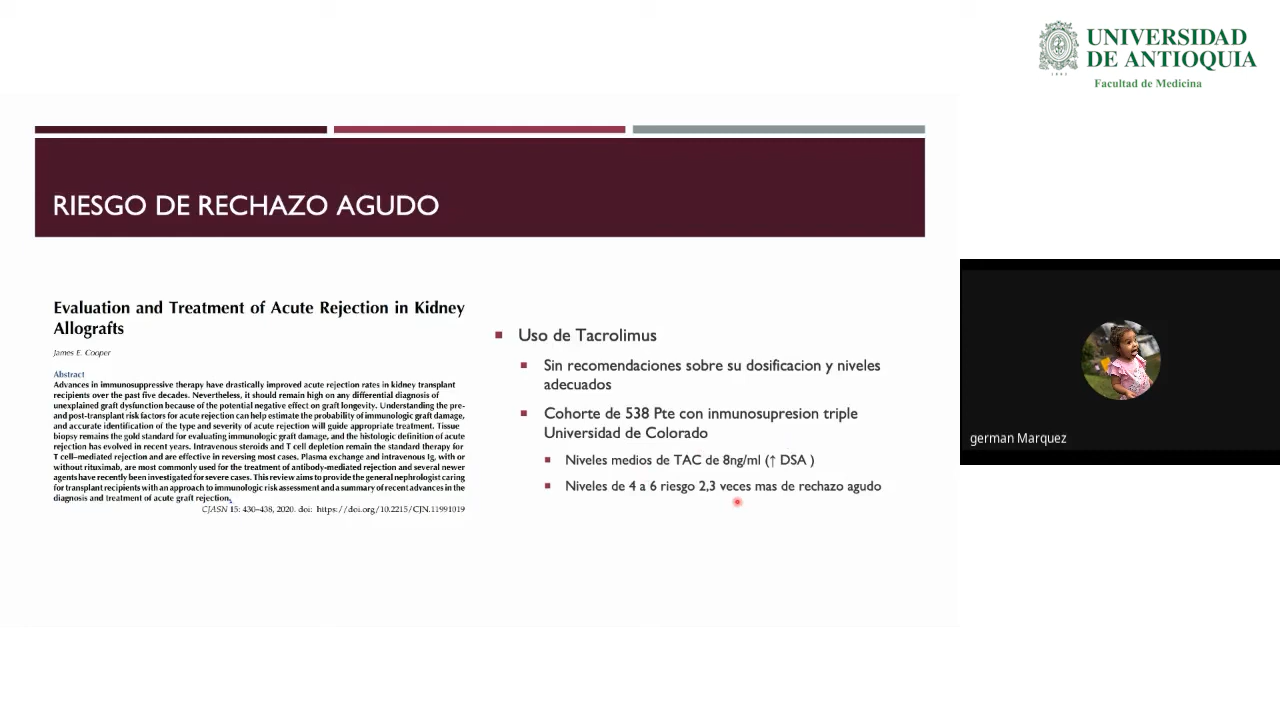 UNIVERSIDAD
DE ANTIOQUIA
1803
Facultad de Medicina
RIESGO DE RECHAZO AGUDO
Evaluation and Treatment of Acute Rejection in Kidney
Allografts
James E. Cooper
Abstract
Advances in immunosuppressive therapy have drastically improved acute rejection rates in kidney transplant
recipients over the past five decades. Nevertheless, it should remain high on any differential diagnosis of
unexplained graft dysfunction because of the potential negative effect on graft longevity. Understanding the pre-
and post-transplant risk factors for acute rejection can help estimate the probability of immunologic graft damage,
and accurate identification of the type and severity of acute rejection will guide appropriate treatment. Tissue
biopsy remains the gold standard for evaluating immunologic graft damage, and the histologic definition of acute
rejection has evolved in recent years. Intravenous steroids and T cell depletion remain the standard therapy for
T cell–mediated rejection and are effective in reversing most cases. Plasma exchange and intravenous Ig, with or
without rituximab, are most commonly used for the treatment of antibody-mediated rejection and several newer
agents have recently been investigated for severe cases. This review aims to provide the general nephrologist caring
for transplant recipients with an approach to immunologic risk assessment and a summary of recent advances in the
diagnosis and treatment of acute graft rejection.
CJASN 15: 430–438, 2020. doi: https://doi.org/10.2215/CJN.11991019
Uso de Tacrolimus
Sin recomendaciones sobre su dosificacion y niveles
adecuados
Cohorte de 538 Pte con inmunosupresion triple
Universidad de Colorado
Niveles medios de TAC de 8ng/ml (↑ DSA )
Niveles de 4 a 6 riesgo 2,3 veces mas de rechazo agudo
german Marquez